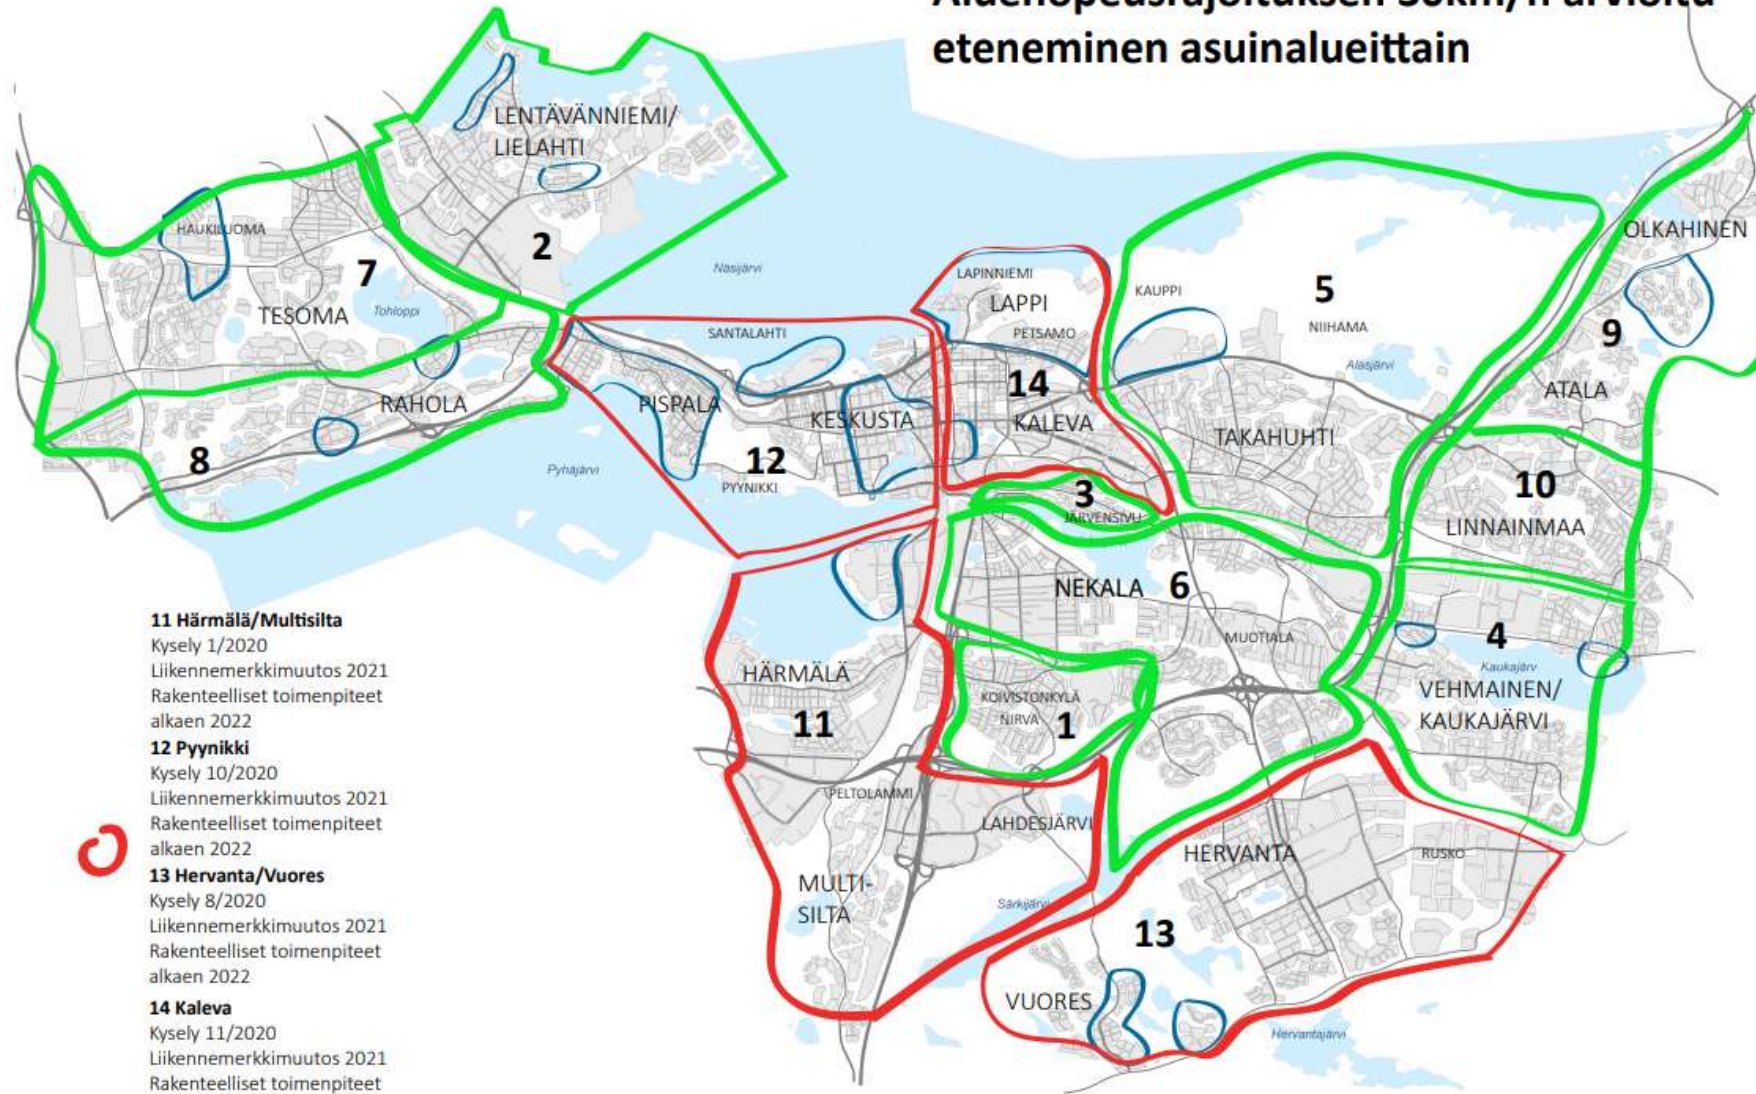 eteneminen asuinalueittain
LENTÄVÄNNIEMI/
LIELAHTI
2
HAUKILUOMA
7
TESOMA
Tohloppi
RAHOLA
8
Näsijärvi
SANTALAHTI
PISPALA
KESKUSTA
12
PYYNIKKI
Pyhäjärvi
LAPINNIEMI
LAPPI
PETSAMO
14
KALEVA
3
JÄRVENSIVU
KAUPPI
5
NIIHAMA
Alasjärvi
TAKAHUHTI
OLKAHINEN
9
ATALA
10
LINNAINMAA
NEKALA 6
MUOTIALA
4
Kaukajärv
VEHMAINEN/
KAUKAJÄRVI
HÄRMÄLÄ
11
KOIVISTONKYLÄ
NIRVA
1
PELTOLAMMI
LAHDESJÄRVI
MULTI-
SILTA
Särkijärvi
HERVANTA
RUSKO
13
VUORES
Hervantajärvi
11 Härmälä/Multisilta
Kysely 1/2020
Liikennemerkkimuutos 2021
Rakenteelliset toimenpiteet
alkaen 2022
12 Pyynikki
Kysely 10/2020
Liikennemerkkimuutos 2021
Rakenteelliset toimenpiteet
alkaen 2022
13 Hervanta/Vuores
Kysely 8/2020
Liikennemerkkimuutos 2021
Rakenteelliset toimenpiteet
alkaen 2022
14 Kaleva
Kysely 11/2020
Liikennemerkkimuutos 2021
Rakenteelliset toimenpiteet